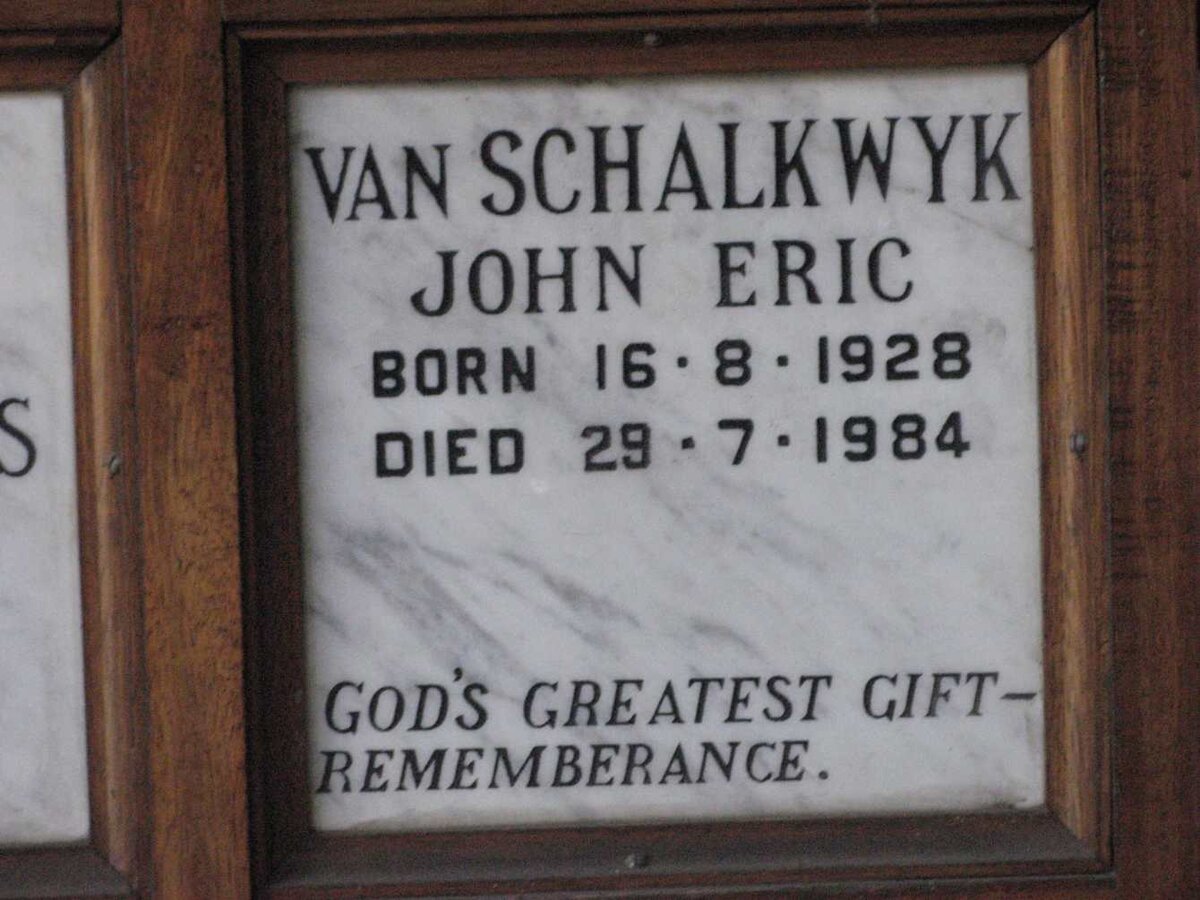 VAN SCHALKWYK
JOHN ERIC
BORN 16·8·1928
DIED 29·7·1984
GOD'S GREATEST GIFT–
REMEMBERANCE.
S